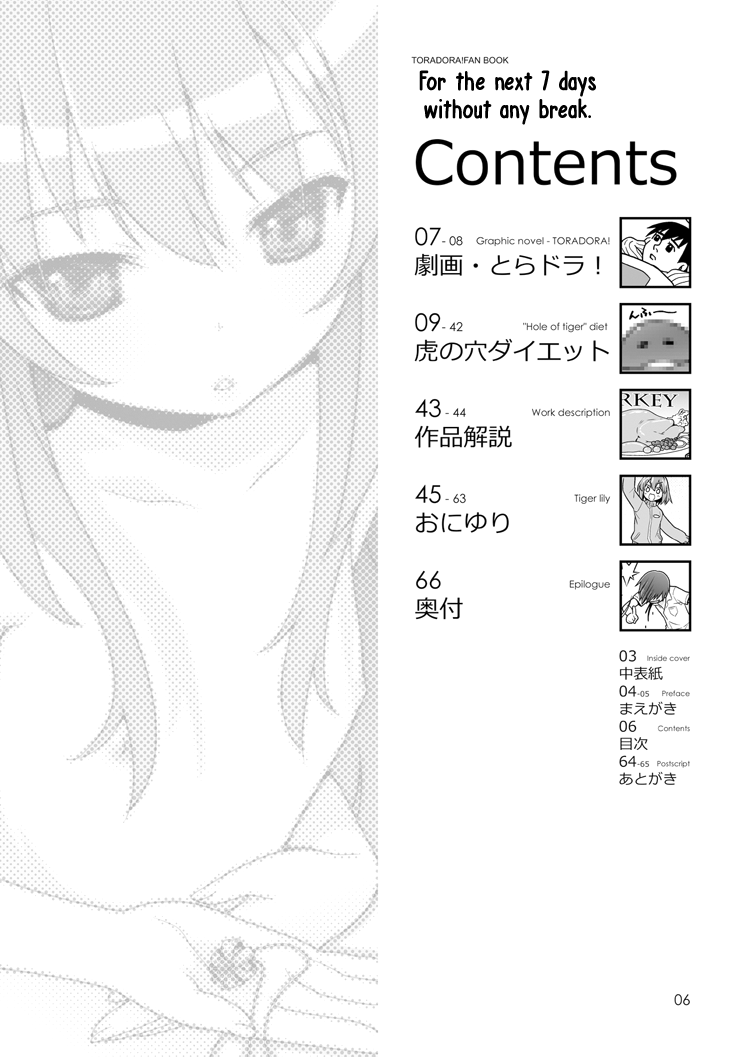 TORADORA!FAN BOOK
For the next 7 days
without any break.
Contents
07 - 08 Graphic novel - TORADORA!
劇画・とらドラ！
09 - 42 "Hole of tiger" diet
虎の穴ダイエット
んふ〜
43 - 44 Work description
作品解説
RKEY
45 - 63 Tiger lily
おにゆり
66 Epilogue
奥付
03 Inside cover
中表紙
04-05 Preface
まえがき
06 Contents
目次
64-65 Postscript
あとがき
06